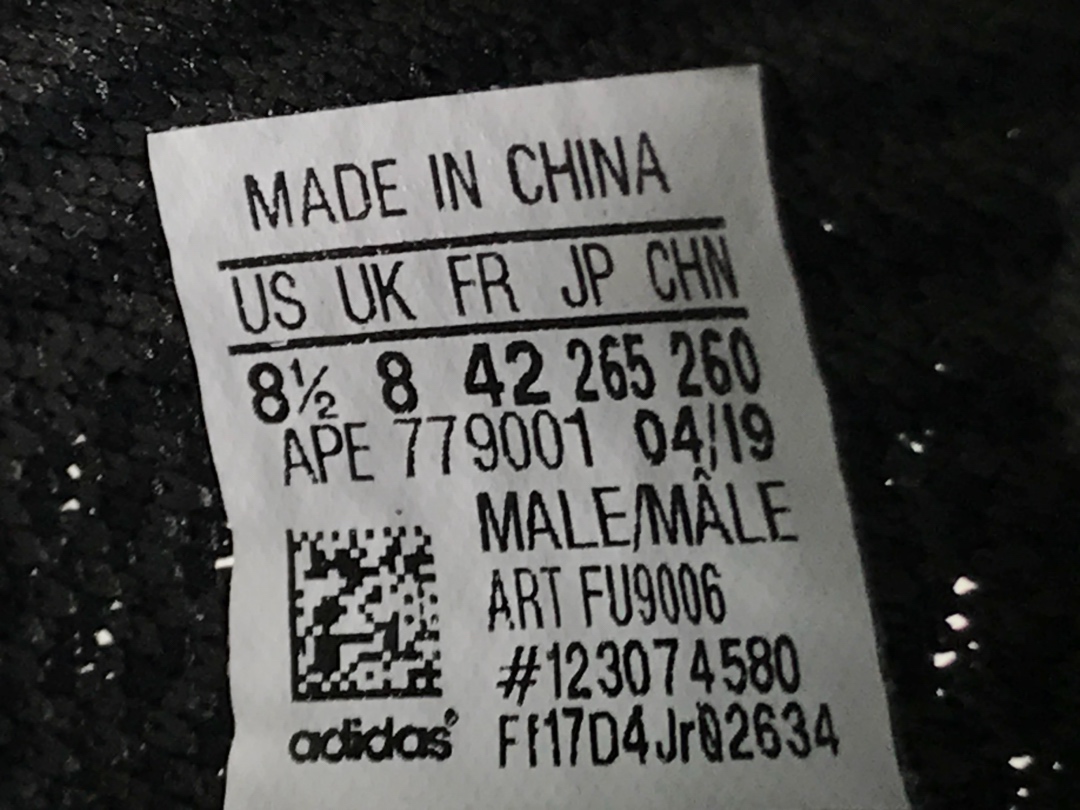 MADE IN CHINA
US UK FR JP CHN
8½ 8 42 265 260
APE 779001 04/19
MALE/MÂLE
ART FU9006
#123074580
adidas® Ff17D4Jr02634